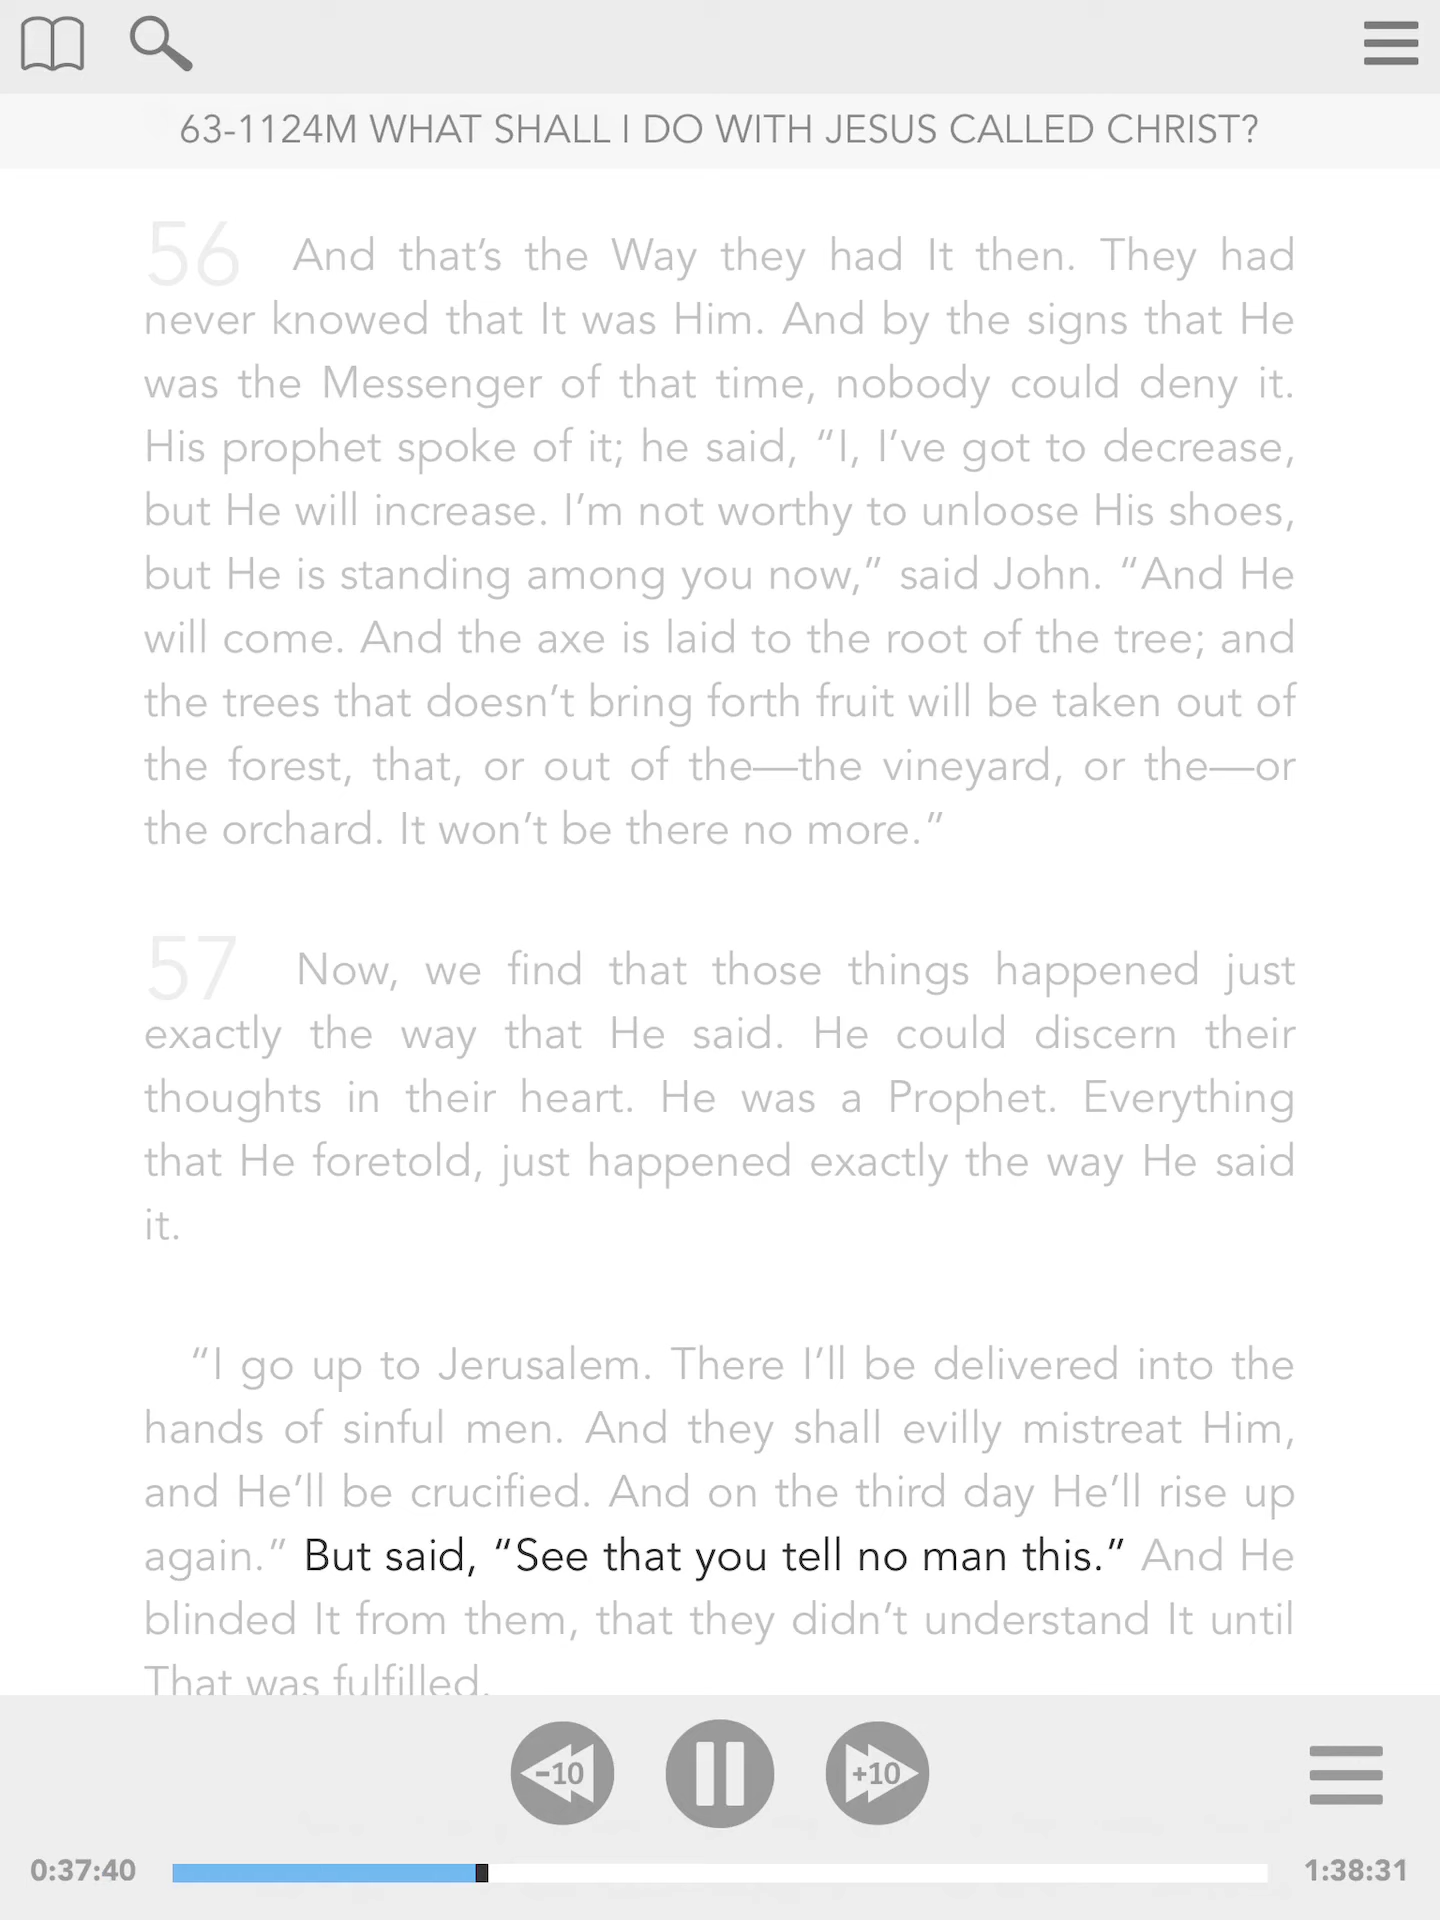 63-1124M WHAT SHALL I DO WITH JESUS CALLED CHRIST?
56 And that’s the Way they had It then. They had
never knowed that It was Him. And by the signs that He
was the Messenger of that time, nobody could deny it.
His prophet spoke of it; he said, “I, I’ve got to decrease,
but He will increase. I’m not worthy to unloose His shoes,
but He is standing among you now,” said John. “And He
will come. And the axe is laid to the root of the tree; and
the trees that doesn’t bring forth fruit will be taken out of
the forest, that, or out of the—the vineyard, or the—or
the orchard. It won’t be there no more.”
57 Now, we find that those things happened just
exactly the way that He said. He could discern their
thoughts in their heart. He was a Prophet. Everything
that He foretold, just happened exactly the way He said
it.
“I go up to Jerusalem. There I’ll be delivered into the
hands of sinful men. And they shall evilly mistreat Him,
and He’ll be crucified. And on the third day He’ll rise up
again.” But said, “See that you tell no man this.” And He
blinded It from them, that they didn’t understand It until
That was fulfilled.
-10 +10
0:37:40 1:38:31